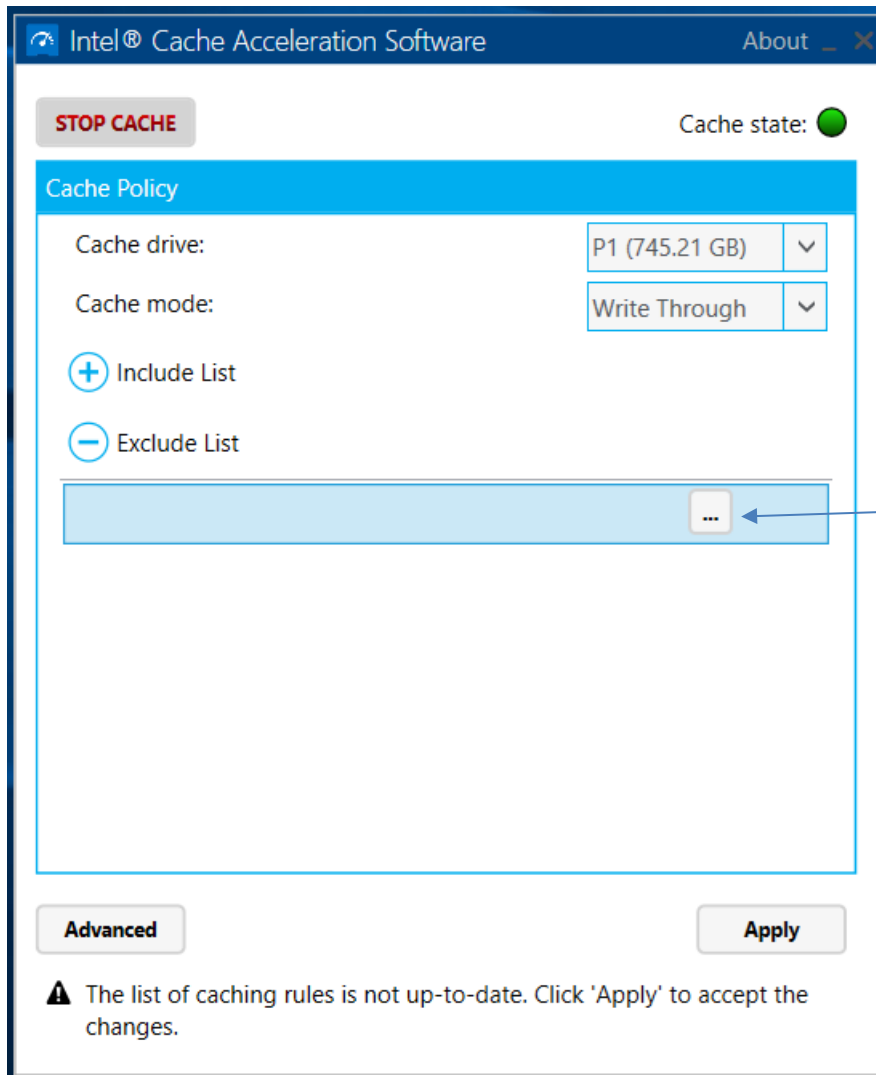 Intel® Cache Acceleration Software About
STOP CACHE Cache state:
Cache Policy
Cache drive: P1 (745.21 GB)
Cache mode: Write Through
Include List
Exclude List
...
Advanced Apply
The list of caching rules is not up-to-date. Click 'Apply' to accept the
changes.